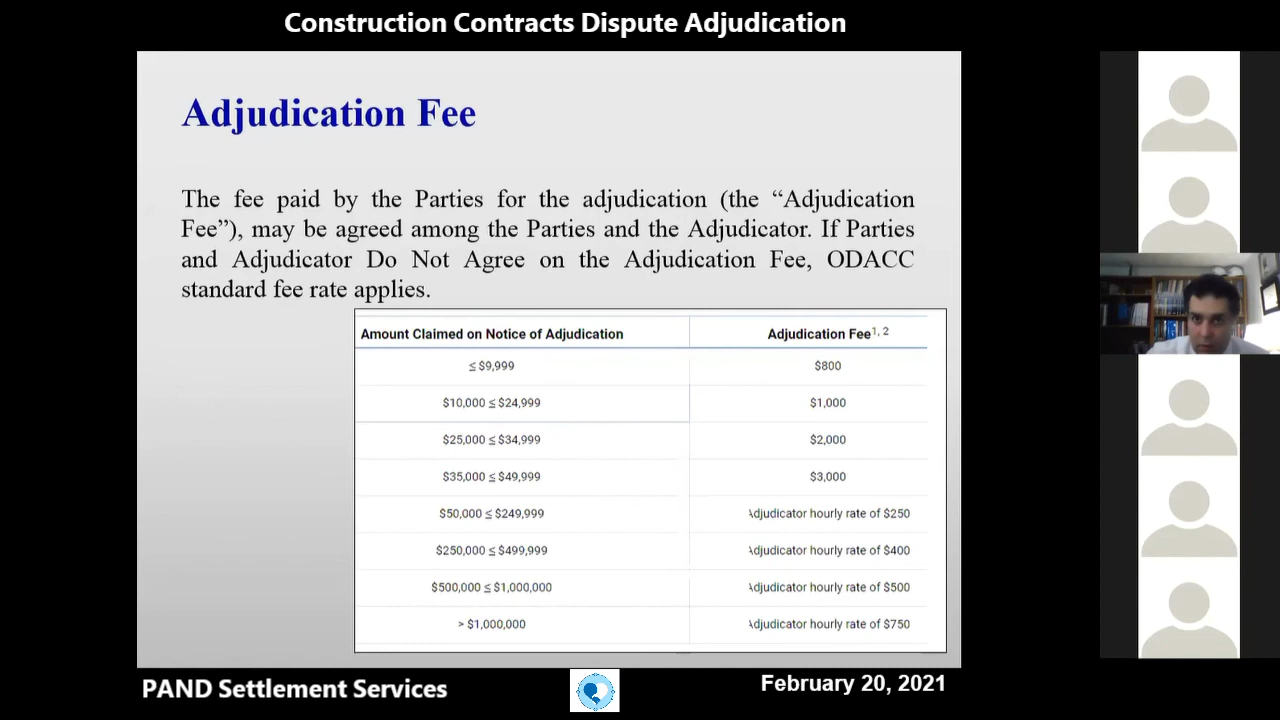 Construction Contracts Dispute Adjudication
Adjudication Fee
The fee paid by the Parties for the adjudication (the “Adjudication
Fee”), may be agreed among the Parties and the Adjudicator. If Parties
and Adjudicator Do Not Agree on the Adjudication Fee, ODACC
standard fee rate applies.
Amount Claimed on Notice of Adjudication Adjudication Fee1, 2
≤ $9,999 $800
$10,000 ≤ $24,999 $1,000
$25,000 ≤ $34,999 $2,000
$35,000 ≤ $49,999 $3,000
$50,000 ≤ $249,999 Adjudicator hourly rate of $250
$250,000 ≤ $499,999 Adjudicator hourly rate of $400
$500,000 ≤ $1,000,000 Adjudicator hourly rate of $500
> $1,000,000 Adjudicator hourly rate of $750
PAND Settlement Services
February 20, 2021